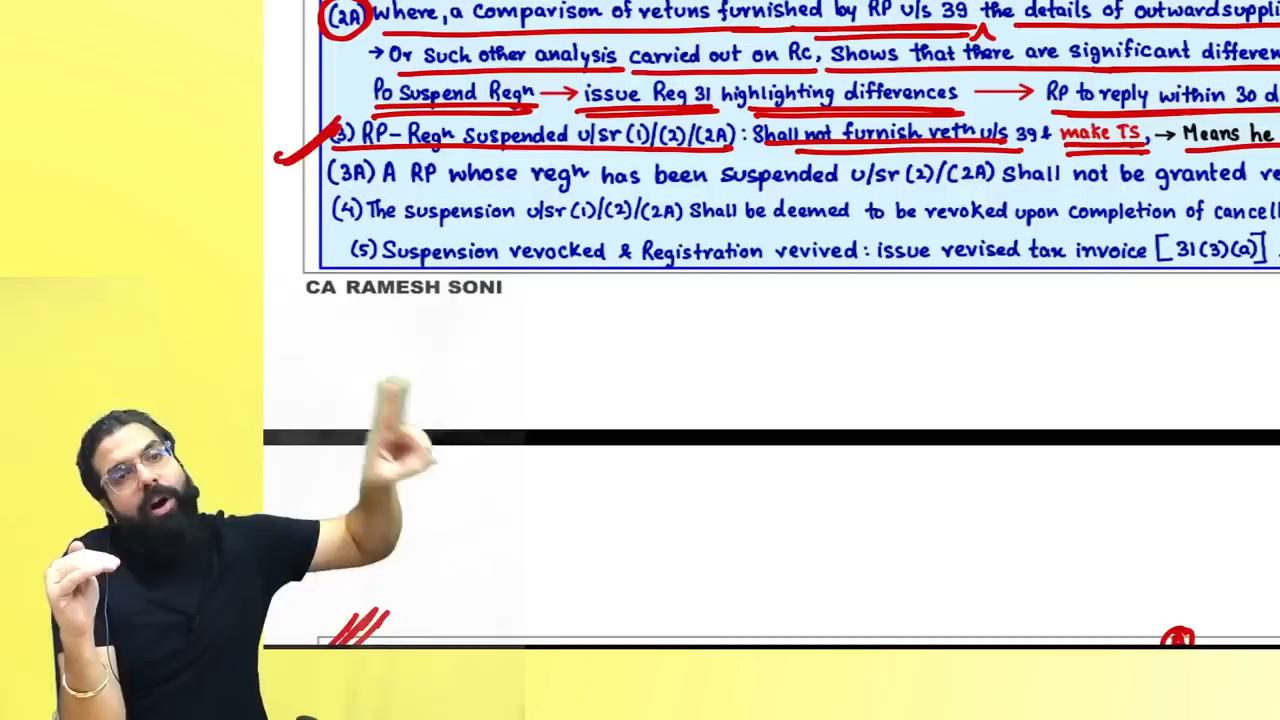 (2A) Where, a comparison of retuns furnished by RP u/s 39 the details of outwardsuppli
→ Or such other analysis carried out on Rc, Shows that there are significant differen
Po Suspend Regn → issue Reg 31 highlighting differences → RP to reply within 30 d
3) RP-Regn Suspended u/sr (1)/(2)/(2A) : Shall not furnish retn u/s 39 & make TS, → Means he
(3A) A RP whose regn has been suspended u/sr (2)/(2A) Shall not be granted re
(4) The suspension u/sr (1)/(2)/(2A) Shall be deemed to be revoked upon completion of cancell
(5) Suspension revocked & Registration revived : issue revised tax invoice [31(3)(a)]
CA RAMESH SONI